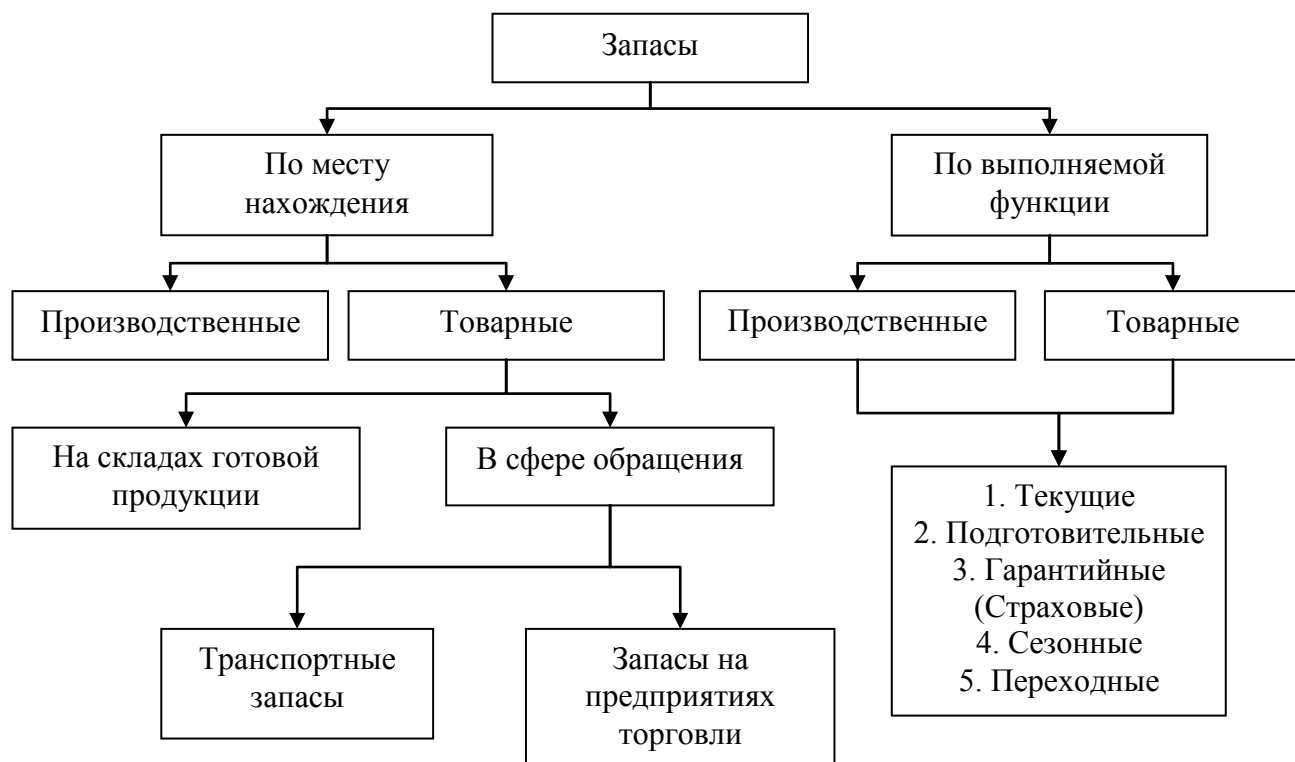 Запасы
По месту
нахождения
По выполняемой
функции
Производственные
Товарные
Производственные
Товарные
На складах готовой
продукции
В сфере обращения
1. Текущие
2. Подготовительные
3. Гарантийные
(Страховые)
4. Сезонные
5. Переходные
Транспортные
запасы
Запасы на
предприятиях
торговли